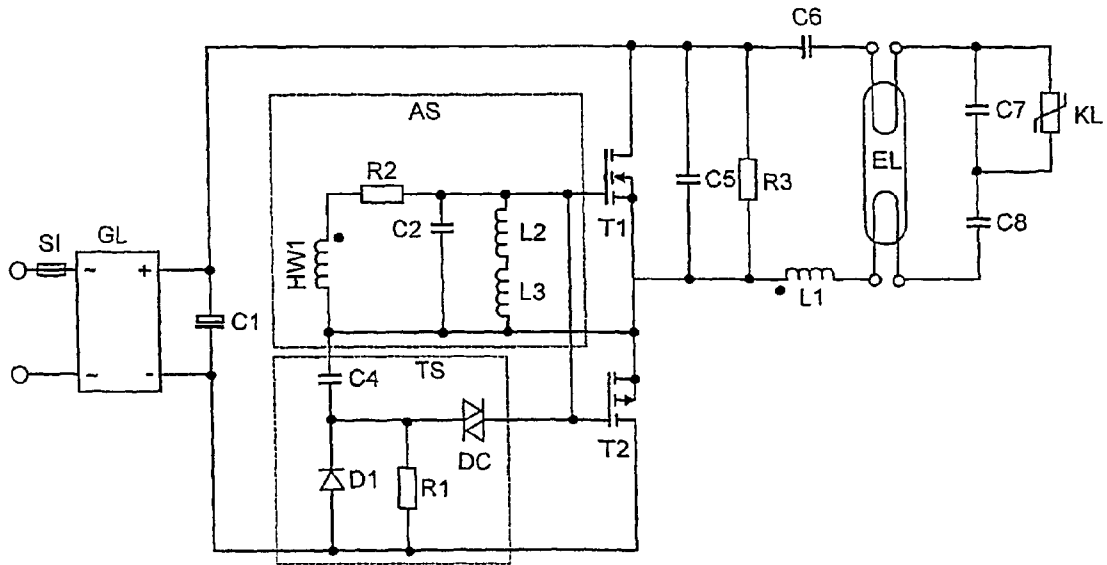 C6
AS
C7
KL
R2
EL
C5
R3
T1
C2
L2
C8
SI
GL
HW1
L3
~
+
L1
C1
~
-
C4
TS
T2
DC
D1
R1